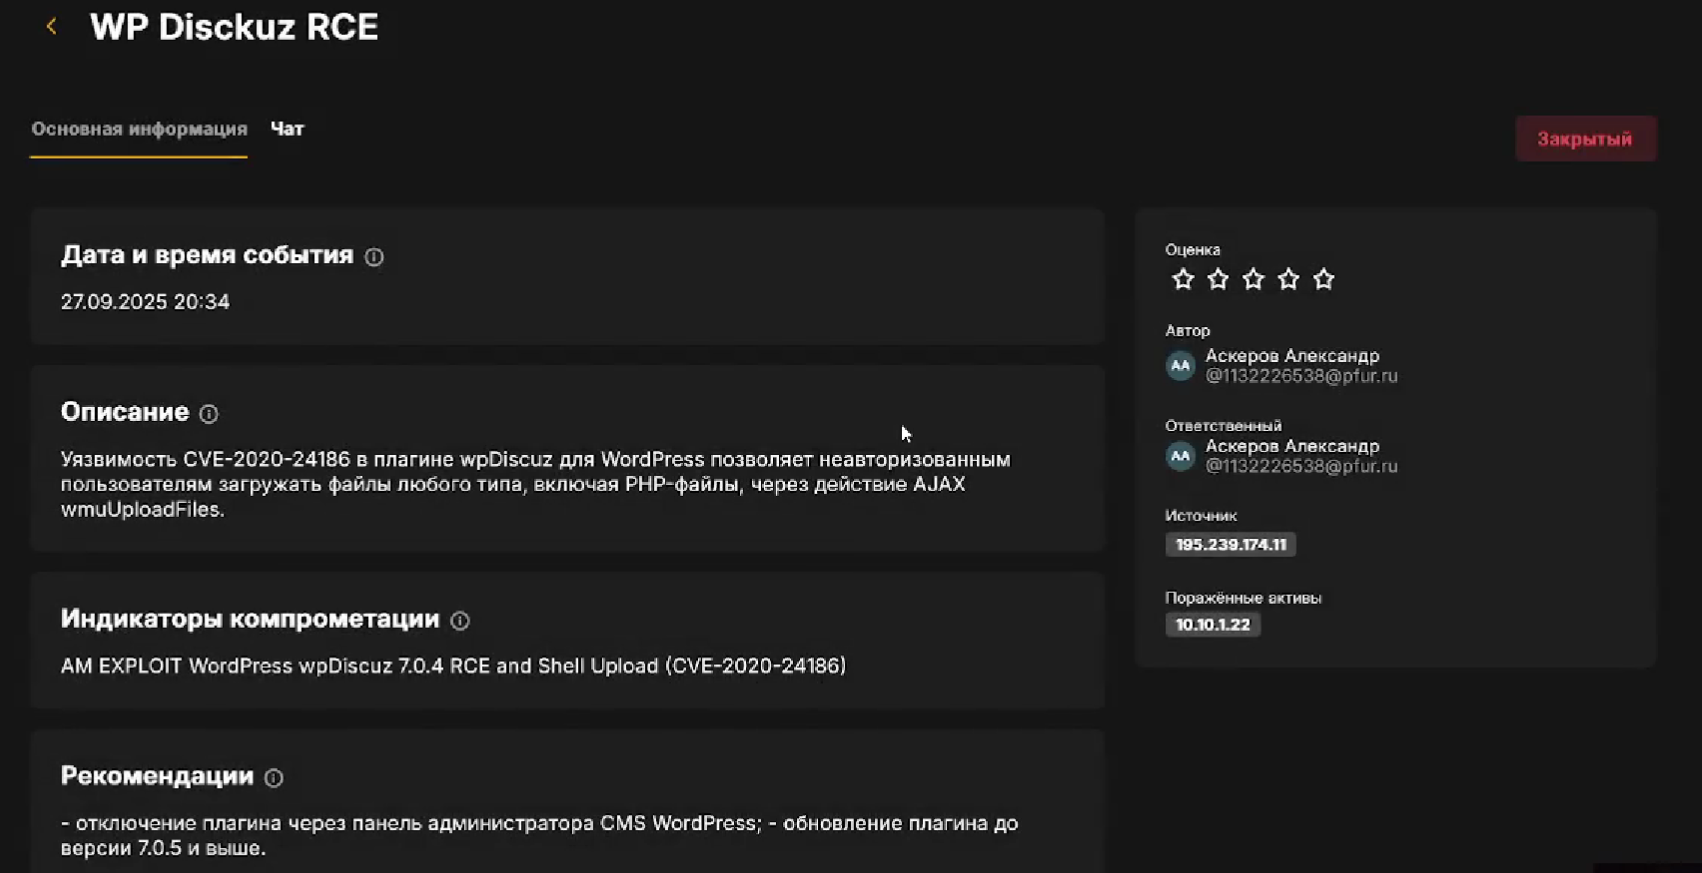 WP Disckuz RCE
Основная информация
Чат
Закрытый
Дата и время события
27.09.2025 20:34
Описание
Уязвимость CVE-2020-24186 в плагине wpDiscuz для WordPress позволяет неавторизованным
пользователям загружать файлы любого типа, включая PHP-файлы, через действие AJAX
wmuUploadFiles.
Индикаторы компрометации
AM EXPLOIT WordPress wpDiscuz 7.0.4 RCE and Shell Upload (CVE-2020-24186)
Рекомендации
- отключение плагина через панель администратора CMS WordPress; - обновление плагина до
версии 7.0.5 и выше.
Оценка
Автор
АА
Аскеров Александр
@1132226538@pfur.ru
Ответственный
АА
Аскеров Александр
@1132226538@pfur.ru
Источник
195.239.174.11
Поражённые активы
10.10.1.22